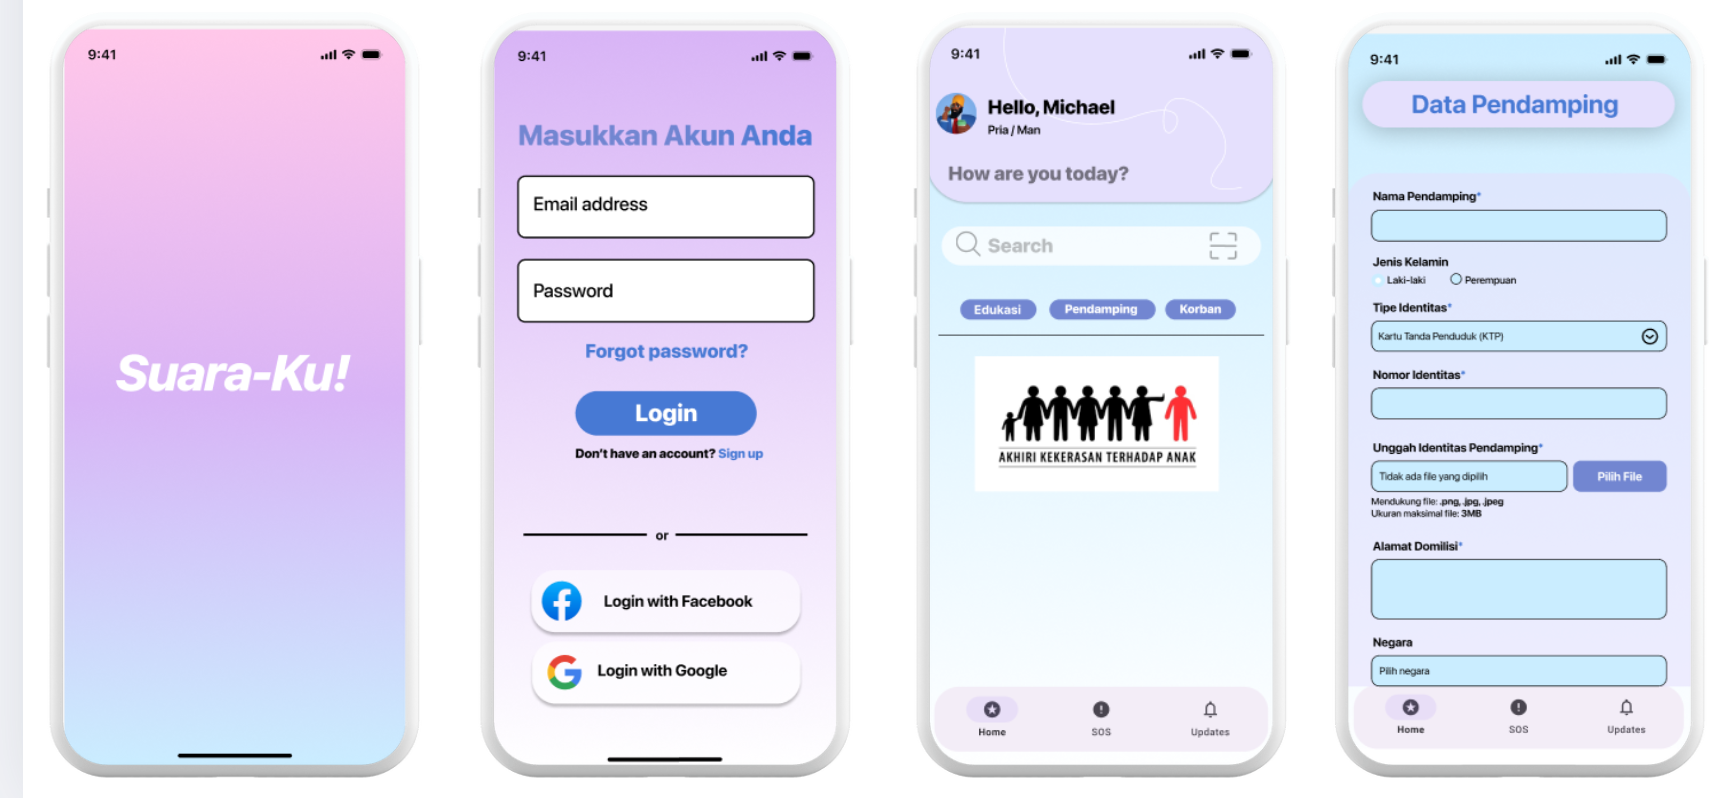 9:41
Suara-Ku!
9:41
Masukkan Akun Anda
Email address
Password
Forgot password?
Login
Don't have an account? Sign up
or
Login with Facebook
Login with Google
9:41
Hello, Michael
Pria / Man
How are you today?
Search
Edukasi
Pendamping
Korban
AKHIRI KEKERASAN TERHADAP ANAK
Home
SOS
Updates
9:41
Data Pendamping
Nama Pendamping*
Jenis Kelamin
Laki-laki
Perempuan
Tipe Identitas*
Kartu Tanda Penduduk (KTP)
Nomor Identitas*
Unggah Identitas Pendamping*
Tidak ada file yang dipilih
Pilih File
Mendukung file: .png, .jpg, .jpeg
Ukuran maksimal file: 3MB
Alamat Domilisi*
Negara
Pilih negara
Home
SOS
Updates